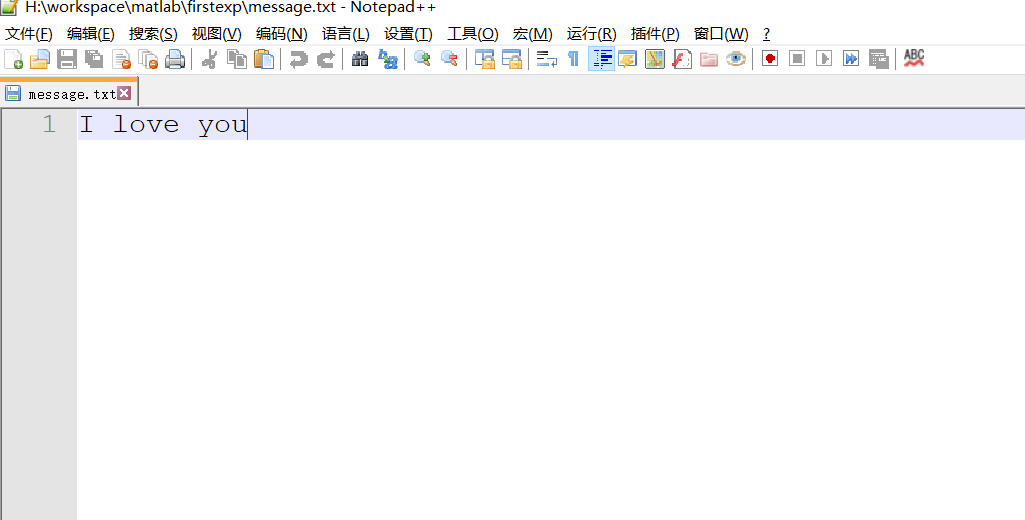 H:\workspace\matlab\firstexp\message.txt - Notepad++
文件(F) 编辑(E) 搜索(S) 视图(V) 编码(N) 语言(L) 设置(T) 工具(O) 宏(M) 运行(R) 插件(P) 窗口(W) ?
ABC
message.txt
1 I love you